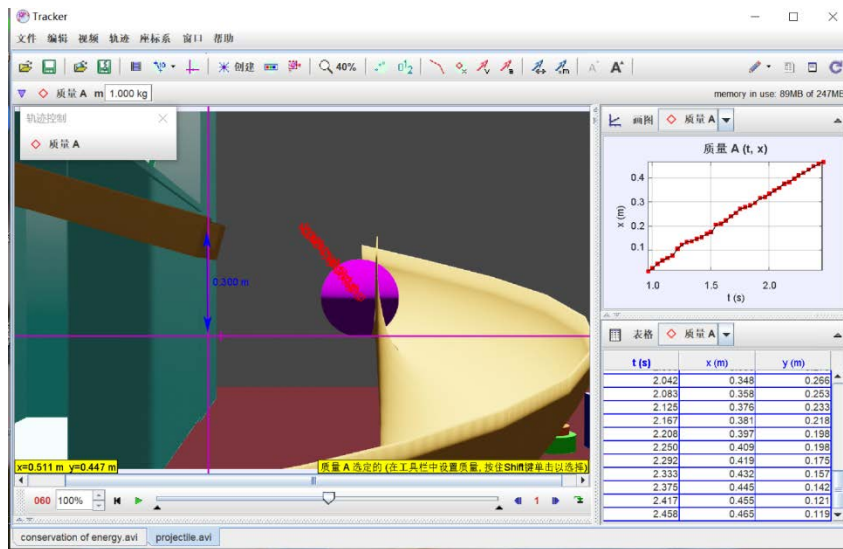 Tracker
文件 编辑 视频 轨迹 座标系 窗口 帮助
创建 40%
质量 A m 1.000 kg
memory in use: 89MB of 247MB
轨迹控制
质量 A
0.300 m
画图 质量 A
质量 A (t, x)
x (m)
0.4
0.3
0.2
0.1
1.0 1.5 2.0
t (s)
表格 质量 A
t (s) x (m) y (m)
2.042 0.348 0.266
2.083 0.358 0.253
2.125 0.376 0.233
2.167 0.381 0.218
2.208 0.397 0.198
2.250 0.409 0.198
2.292 0.419 0.175
2.333 0.432 0.157
2.375 0.445 0.142
2.417 0.455 0.121
2.458 0.465 0.119
x=0.511 m y=0.447 m
质量 A 选定的 (在工具栏中设置质量, 按住Shift键单击以选择)
060 100% 1
conservation of energy.avi projectile.avi